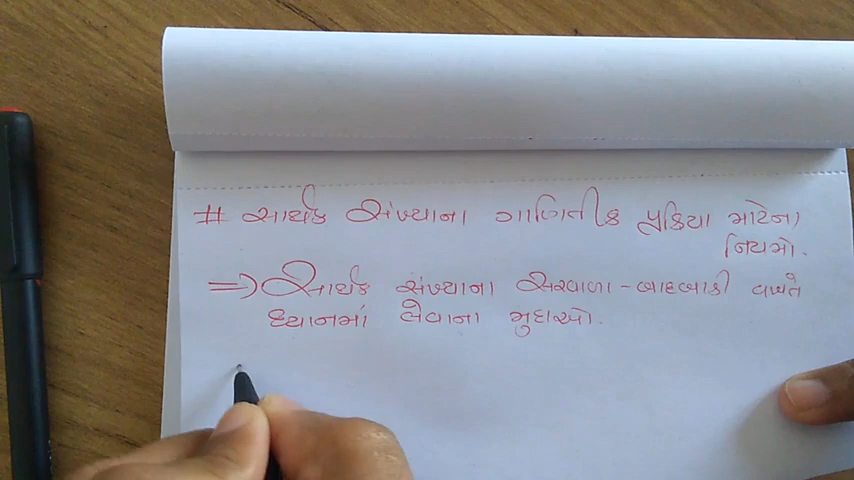 # સાર્થક સંખ્યાના ગાણિતીક પ્રક્રિયા માટેના
નિયમો.
=> સાર્થક સંખ્યાના સરવાળા - બાદબાકી વખતે
ધ્યાનમાં લેવાના મુદાઓ.